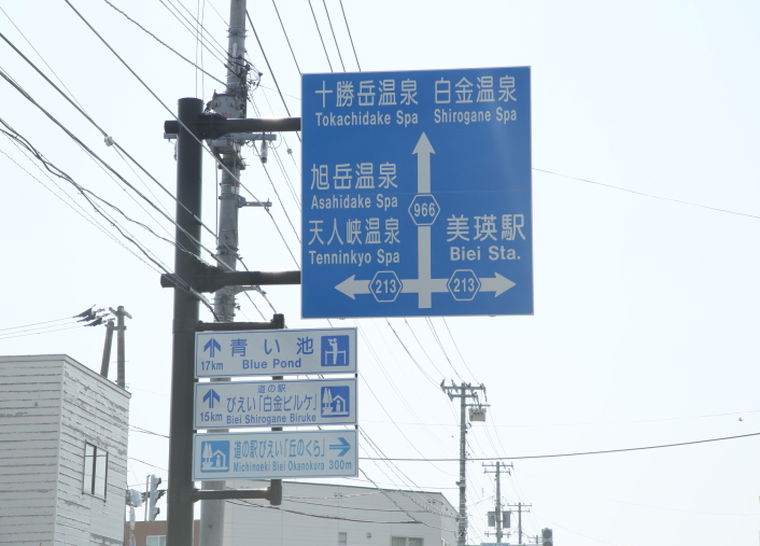 十勝岳温泉 白金温泉
Tokachidake Spa Shirogane Spa
旭岳温泉
Asahidake Spa
966
天人峡温泉
Tenninkyo Spa
美瑛駅
Biei Sta.
213
213
青い池
17km
Blue Pond
道の駅
びえい「白金ビルケ」
15km
Biei Shirogane Biruke
道の駅びえい「丘のくら」
Michinoeki Biei Okanokura 300m